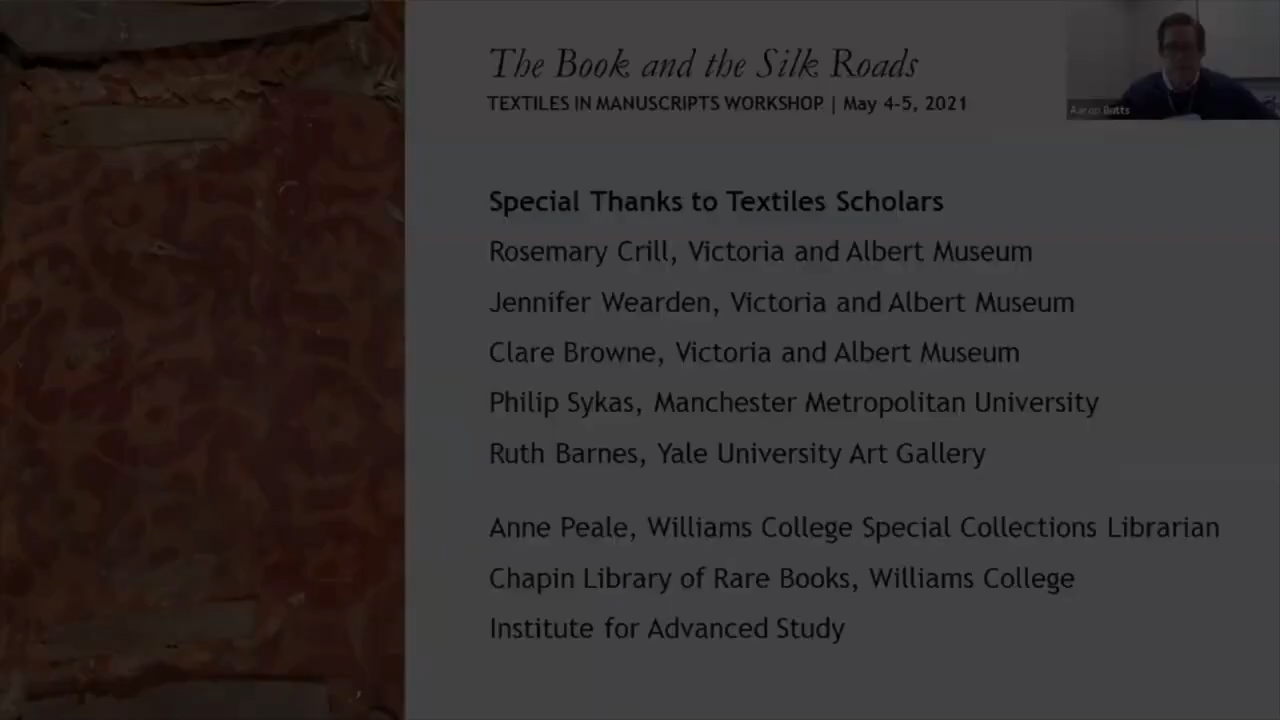 The Book and the Silk Roads
TEXTILES IN MANUSCRIPTS WORKSHOP | May 4-5, 2021
Aaron Butts
Special Thanks to Textiles Scholars
Rosemary Crill, Victoria and Albert Museum
Jennifer Wearden, Victoria and Albert Museum
Clare Browne, Victoria and Albert Museum
Philip Sykas, Manchester Metropolitan University
Ruth Barnes, Yale University Art Gallery
Anne Peale, Williams College Special Collections Librarian
Chapin Library of Rare Books, Williams College
Institute for Advanced Study